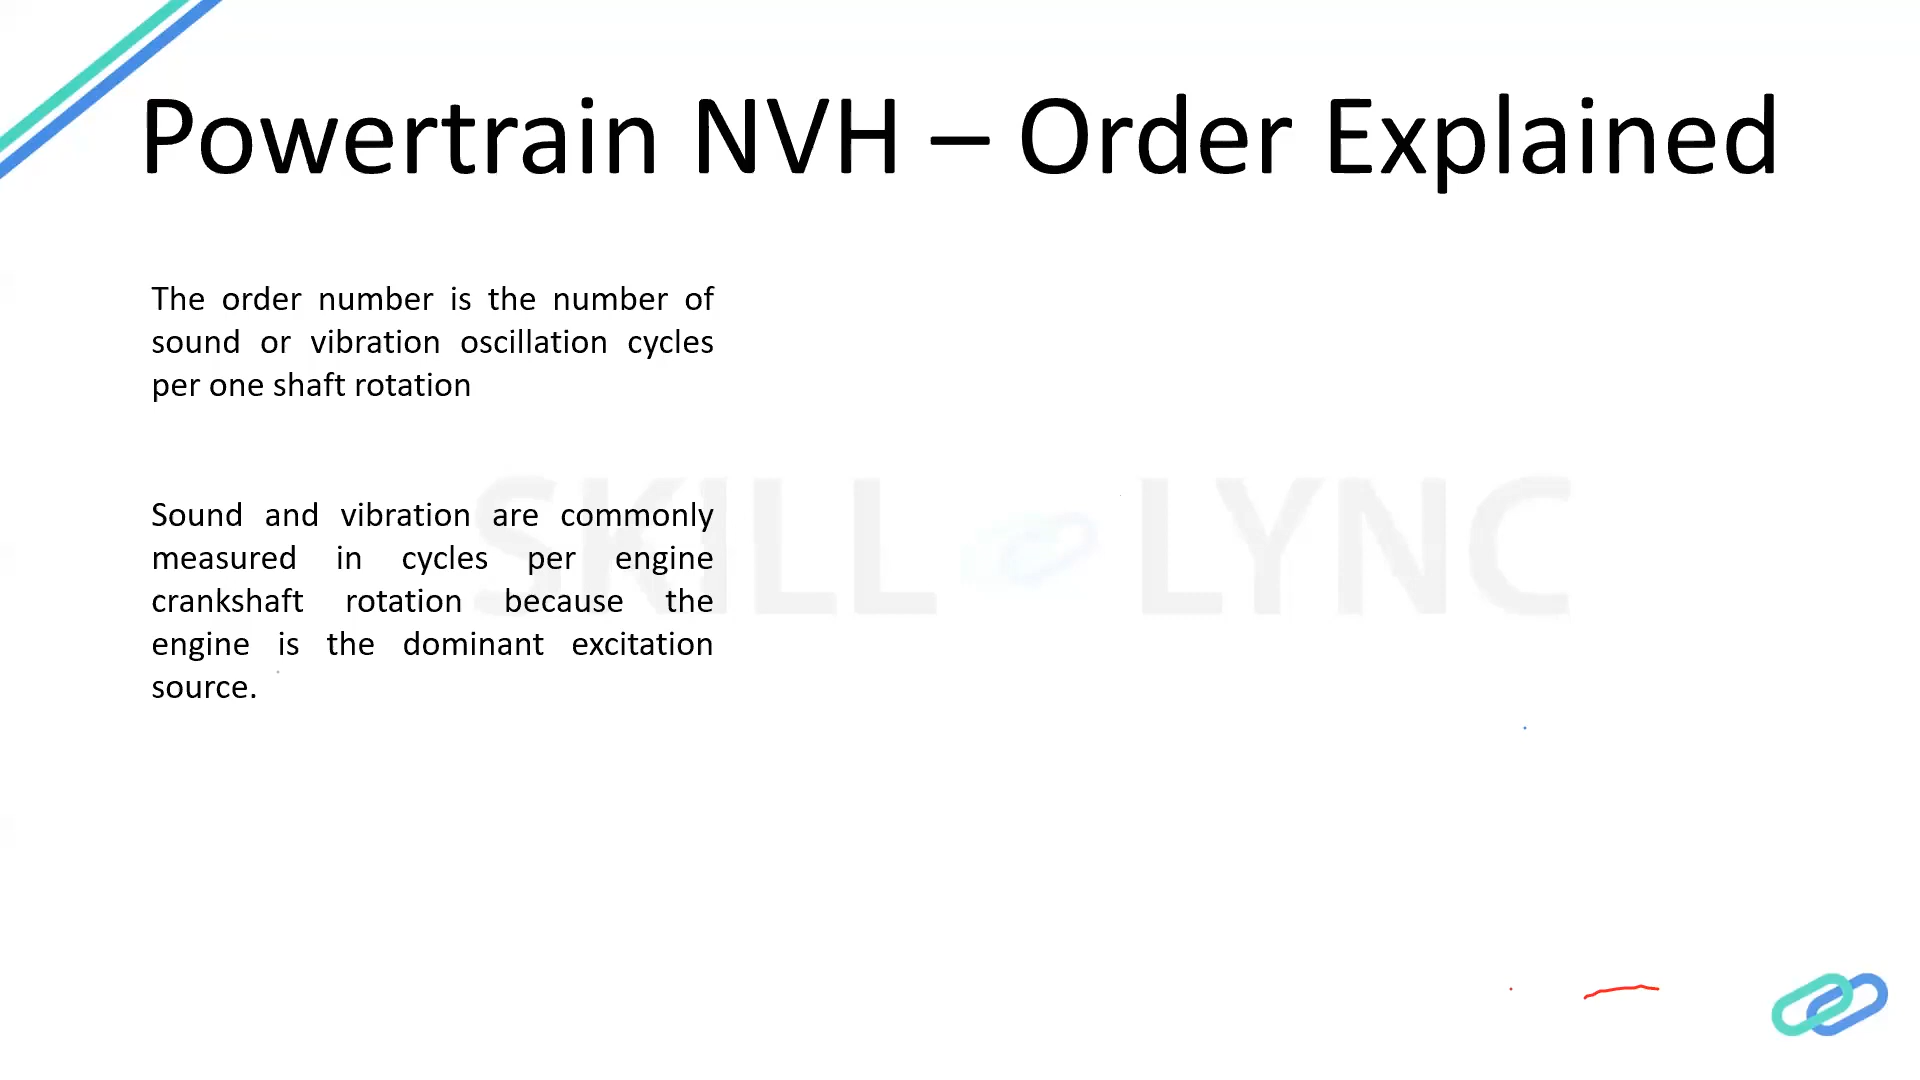 Powertrain NVH – Order Explained
The order number is the number of
sound or vibration oscillation cycles
per one shaft rotation
Sound and vibration are commonly
measured in cycles per engine
crankshaft rotation because the
engine is the dominant excitation
source.
SKILL LYNC